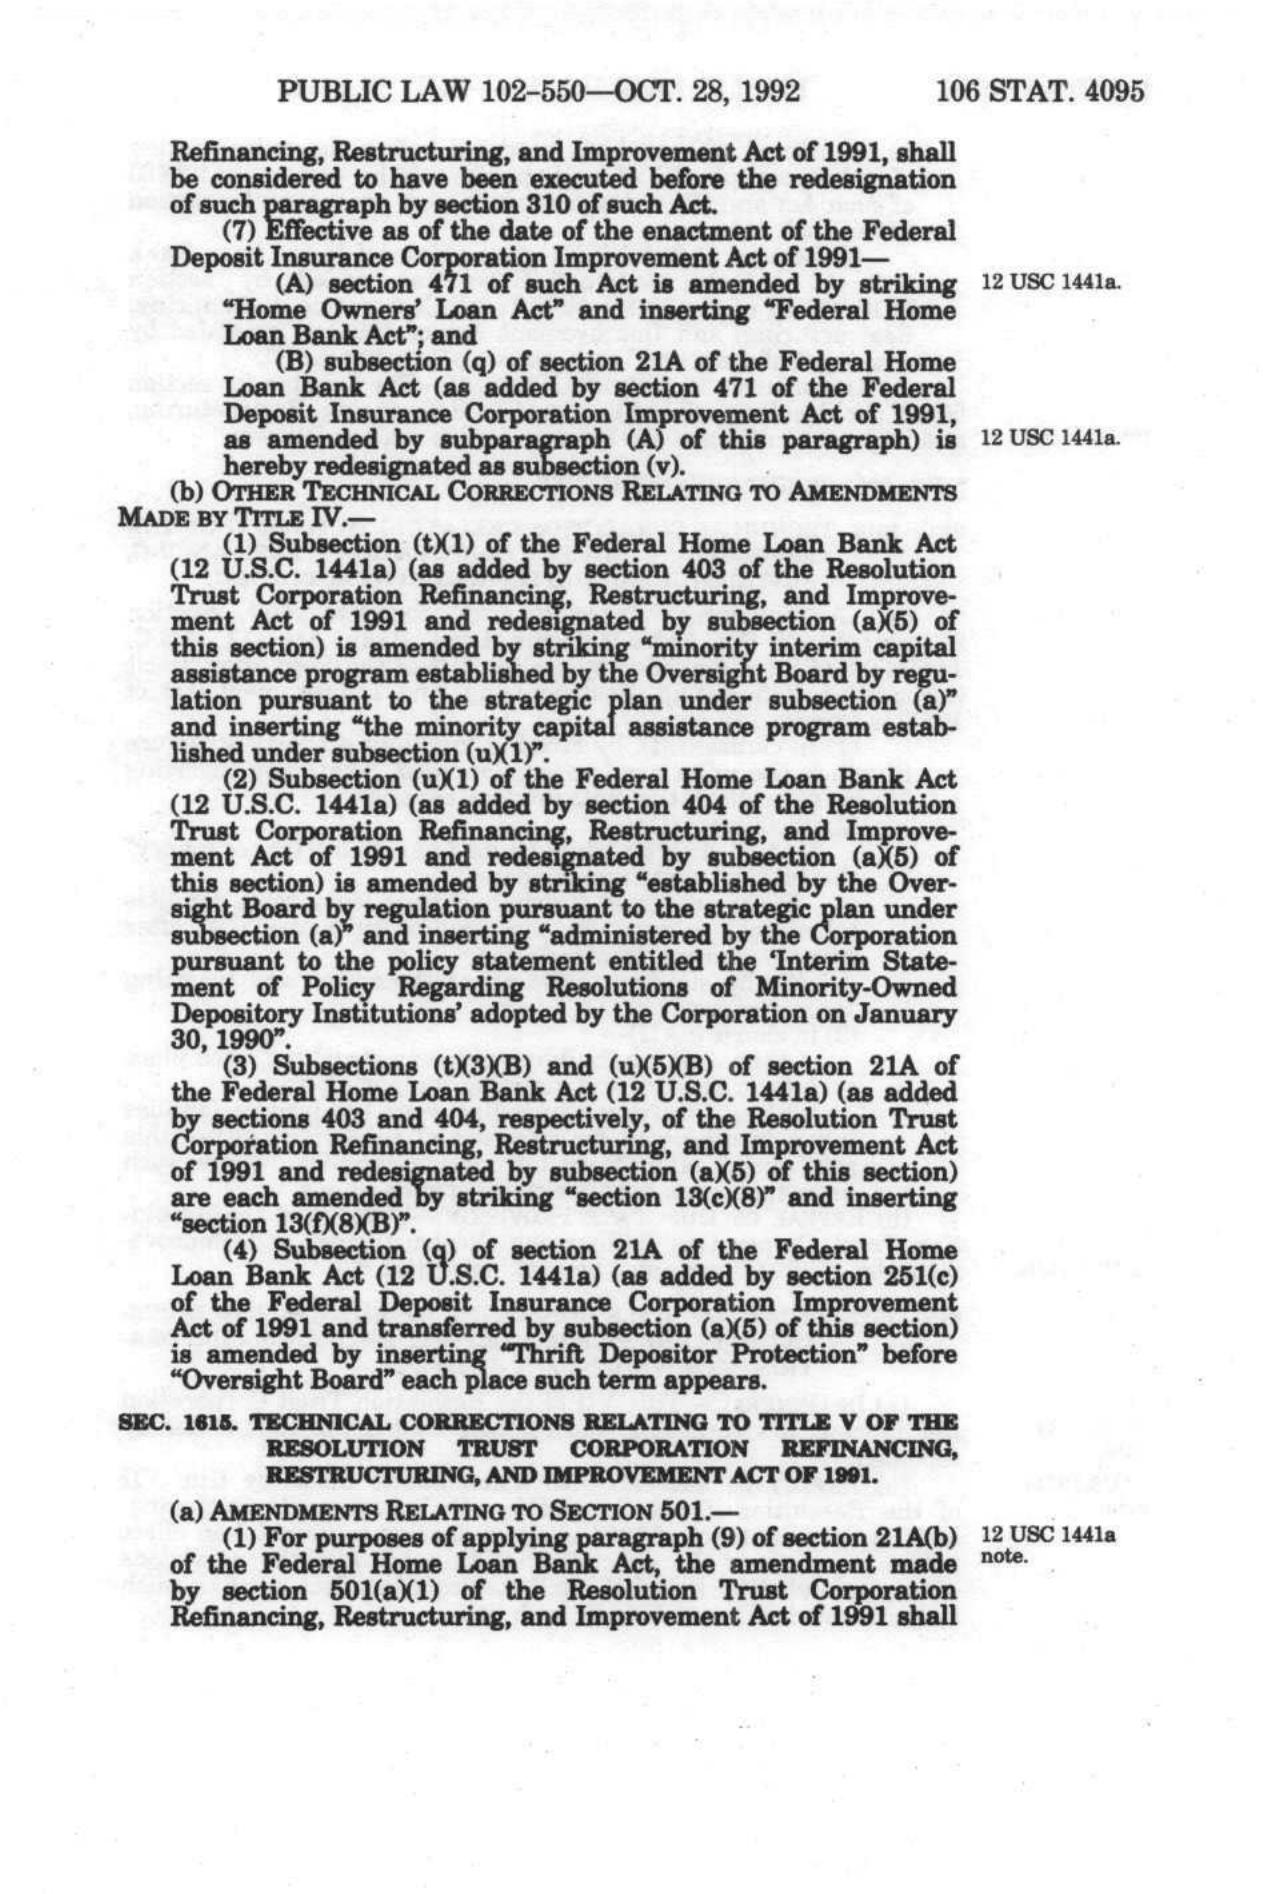 PUBLIC LAW 102–550—OCT. 28, 1992 106 STAT. 4095
Refinancing, Restructuring, and Improvement Act of 1991, shall
be considered to have been executed before the redesignation
of such paragraph by section 310 of such Act.
(7) Effective as of the date of the enactment of the Federal
Deposit Insurance Corporation Improvement Act of 1991—
(A) section 471 of such Act is amended by striking 12 USC 1441a.
“Home Owners’ Loan Act” and inserting “Federal Home
Loan Bank Act”; and
(B) subsection (q) of section 21A of the Federal Home
Loan Bank Act (as added by section 471 of the Federal
Deposit Insurance Corporation Improvement Act of 1991,
as amended by subparagraph (A) of this paragraph) is 12 USC 1441a.
hereby redesignated as subsection (v).
(b) OTHER TECHNICAL CORRECTIONS RELATING TO AMENDMENTS
MADE BY TITLE IV.—
(1) Subsection (t)(1) of the Federal Home Loan Bank Act
(12 U.S.C. 1441a) (as added by section 403 of the Resolution
Trust Corporation Refinancing, Restructuring, and Improve-
ment Act of 1991 and redesignated by subsection (a)(5) of
this section) is amended by striking “minority interim capital
assistance program established by the Oversight Board by regu-
lation pursuant to the strategic plan under subsection (a)”
and inserting “the minority capital assistance program estab-
lished under subsection (u)(1)”.
(2) Subsection (u)(1) of the Federal Home Loan Bank Act
(12 U.S.C. 1441a) (as added by section 404 of the Resolution
Trust Corporation Refinancing, Restructuring, and Improve-
ment Act of 1991 and redesignated by subsection (a)(5) of
this section) is amended by striking “established by the Over-
sight Board by regulation pursuant to the strategic plan under
subsection (a)” and inserting “administered by the Corporation
pursuant to the policy statement entitled the ‘Interim State-
ment of Policy Regarding Resolutions of Minority-Owned
Depository Institutions’ adopted by the Corporation on January
30, 1990”.
(3) Subsections (t)(3)(B) and (u)(5)(B) of section 21A of
the Federal Home Loan Bank Act (12 U.S.C. 1441a) (as added
by sections 403 and 404, respectively, of the Resolution Trust
Corporation Refinancing, Restructuring, and Improvement Act
of 1991 and redesignated by subsection (a)(5) of this section)
are each amended by striking “section 13(c)(8)” and inserting
“section 13(f)(8)(B)”.
(4) Subsection (q) of section 21A of the Federal Home
Loan Bank Act (12 U.S.C. 1441a) (as added by section 251(c)
of the Federal Deposit Insurance Corporation Improvement
Act of 1991 and transferred by subsection (a)(5) of this section)
is amended by inserting “Thrift Depositor Protection” before
“Oversight Board” each place such term appears.
SEC. 1615. TECHNICAL CORRECTIONS RELATING TO TITLE V OF THE
RESOLUTION TRUST CORPORATION REFINANCING,
RESTRUCTURING, AND IMPROVEMENT ACT OF 1991.
(a) AMENDMENTS RELATING TO SECTION 501.—
(1) For purposes of applying paragraph (9) of section 21A(b) 12 USC 1441a
of the Federal Home Loan Bank Act, the amendment made note.
by section 501(a)(1) of the Resolution Trust Corporation
Refinancing, Restructuring, and Improvement Act of 1991 shall